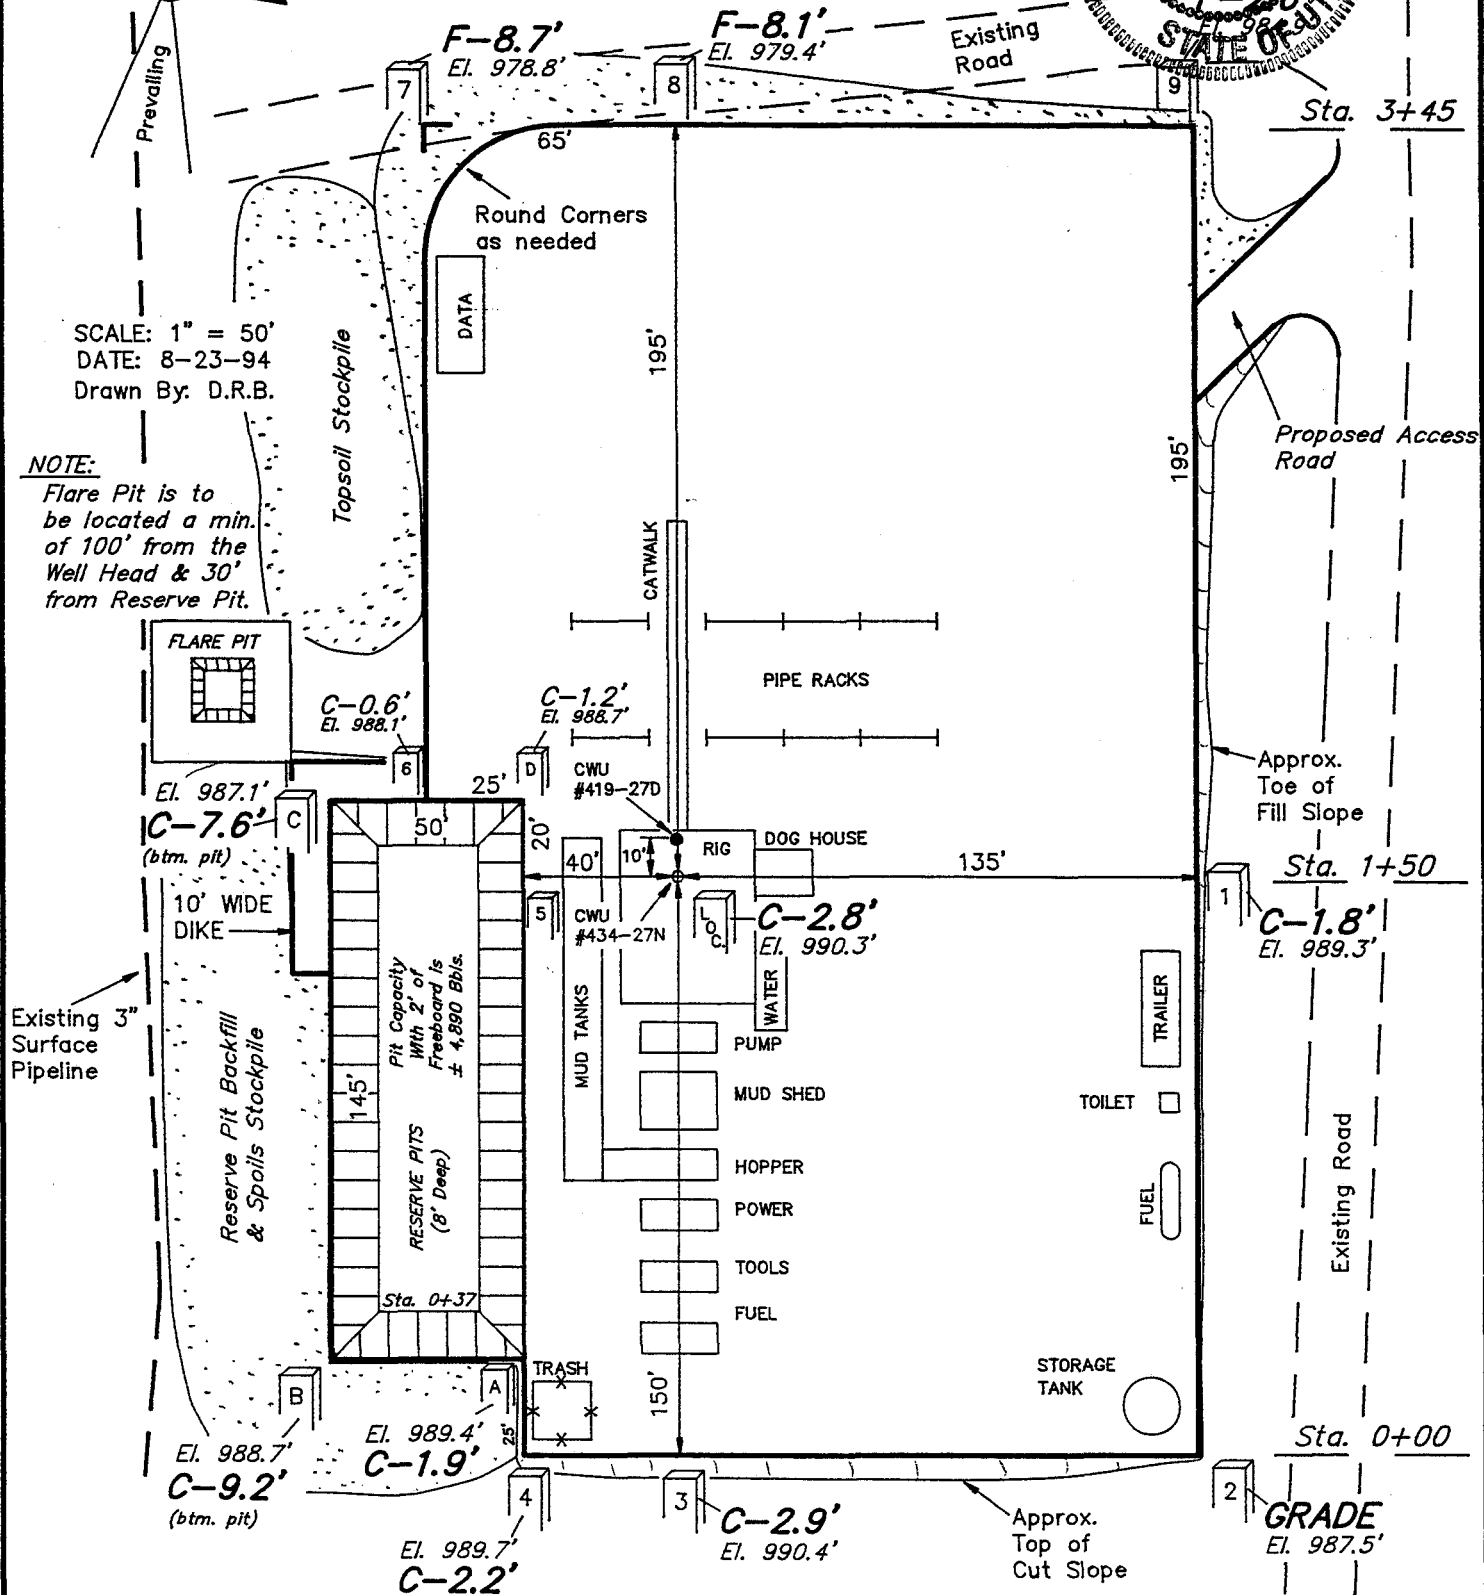 F-8.7'
El. 978.8'
F-8.1'
El. 979.4'
Existing
Road
STATE OF
Prevailing
7
8
9
Sta. 3+45
65'
Round Corners
as needed
DATA
195'
SCALE: 1" = 50'
DATE: 8-23-94
Drawn By: D.R.B.
Topsoil Stockpile
Proposed Access
Road
195'
NOTE:
Flare Pit is to
be located a min.
of 100' from the
Well Head & 30'
from Reserve Pit.
CATWALK
FLARE PIT
PIPE RACKS
C-0.6'
El. 988.1'
C-1.2'
El. 988.7'
6
D
CWU
#419-27D
Approx.
Toe of
Fill Slope
El. 987.1'
C-7.6'
(btm. pit)
C
25'
50'
20'
40'
10'
RIG
DOG HOUSE
135'
Sta. 1+50
10' WIDE
DIKE
5
CWU
#434-27N
LOC.
C-2.8'
El. 990.3'
1
C-1.8'
El. 989.3'
Existing 3"
Surface
Pipeline
Reserve Pit Backfill
& Spoils Stockpile
145'
Pit Capacity
With 2' of
Freeboard is
± 4,890 Bbls.
RESERVE PITS
(8' Deep)
MUD TANKS
WATER
TRAILER
PUMP
MUD SHED
TOILET
HOPPER
POWER
FUEL
TOOLS
FUEL
Existing Road
Sta. 0+37
TRASH
STORAGE
TANK
150'
B
A
El. 988.7'
C-9.2'
(btm. pit)
El. 989.4'
C-1.9'
25'
Sta. 0+00
4
El. 989.7'
C-2.2'
3
C-2.9'
El. 990.4'
Approx.
Top of
Cut Slope
2
GRADE
El. 987.5'